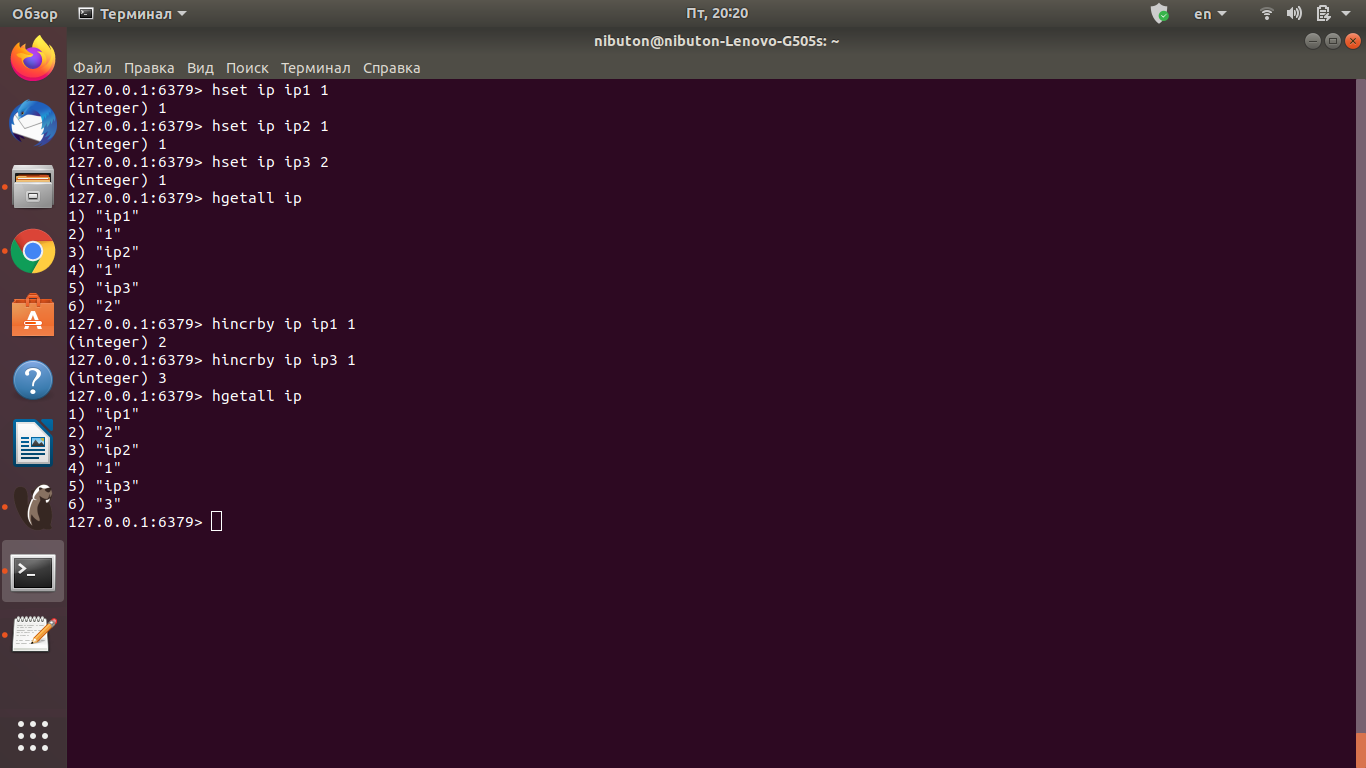 Обзор Терминал Пт, 20:20 en
nibuton@nibuton-Lenovo-G505s: ~
Файл Правка Вид Поиск Терминал Справка
127.0.0.1:6379> hset ip ip1 1
(integer) 1
127.0.0.1:6379> hset ip ip2 1
(integer) 1
127.0.0.1:6379> hset ip ip3 2
(integer) 1
127.0.0.1:6379> hgetall ip
1) "ip1"
2) "1"
3) "ip2"
4) "1"
5) "ip3"
6) "2"
127.0.0.1:6379> hincrby ip ip1 1
(integer) 2
127.0.0.1:6379> hincrby ip ip3 1
(integer) 3
127.0.0.1:6379> hgetall ip
1) "ip1"
2) "2"
3) "ip2"
4) "1"
5) "ip3"
6) "3"
127.0.0.1:6379>